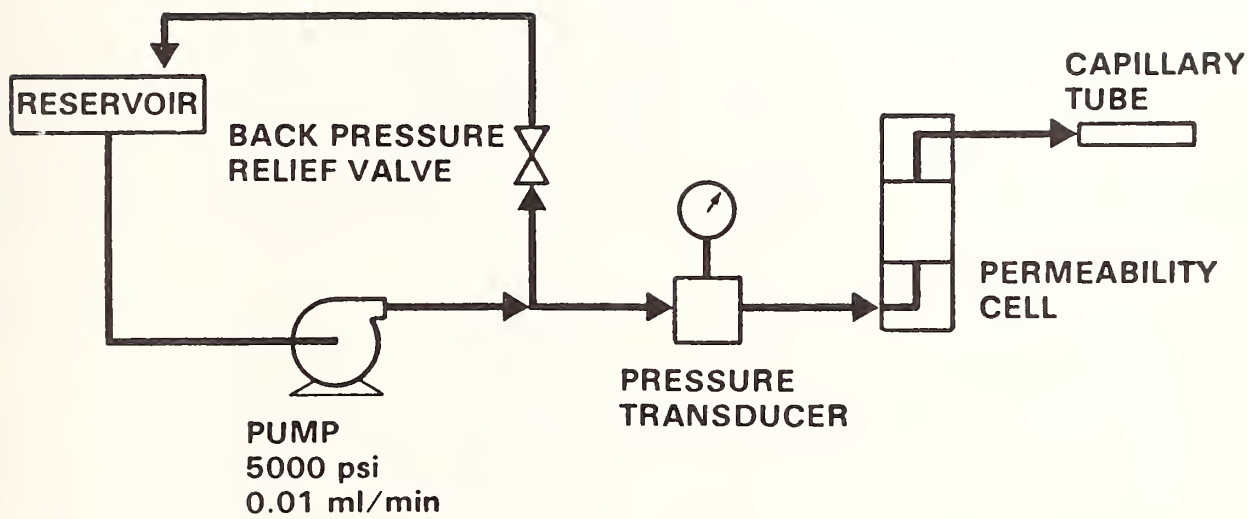 RESERVOIR
BACK PRESSURE
RELIEF VALVE
CAPILLARY
TUBE
PERMEABILITY
CELL
PRESSURE
TRANSDUCER
PUMP
5000 psi
0.01 ml/min